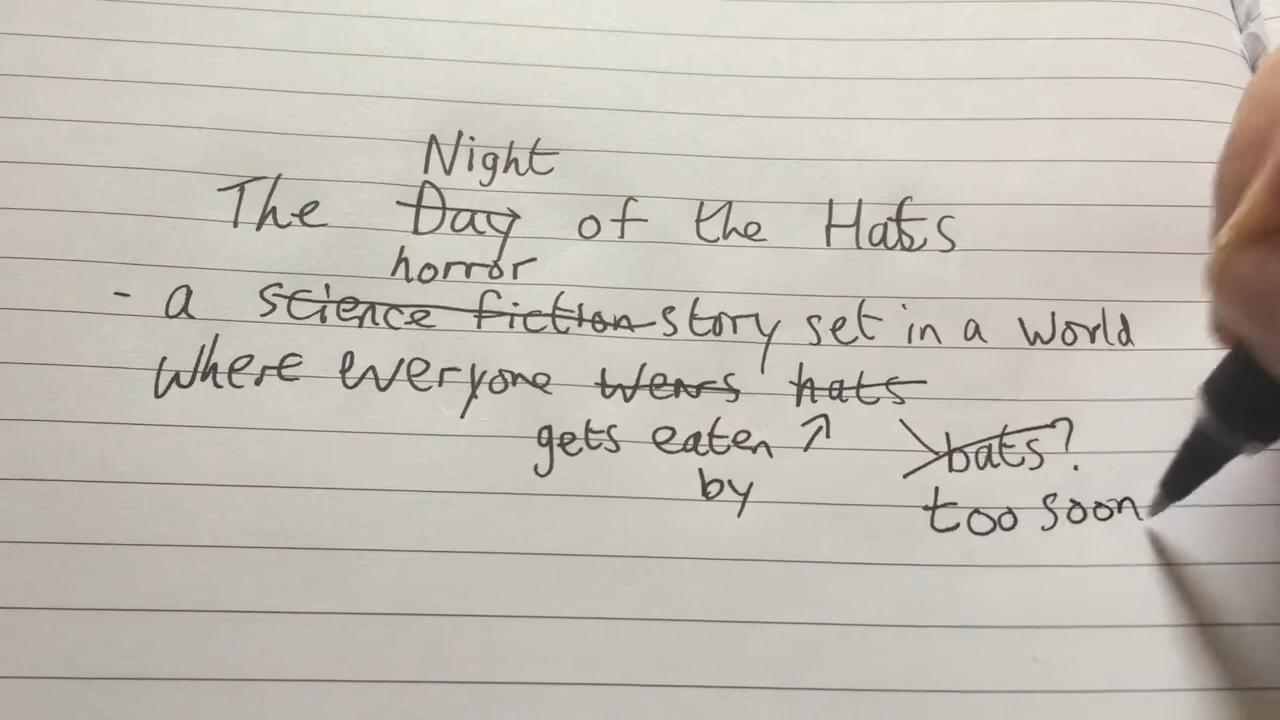 Night
The Day of the Hats
horror
- a science fiction story set in a world
where everyone wears hats
gets eaten ↗ bats?
by
too soon